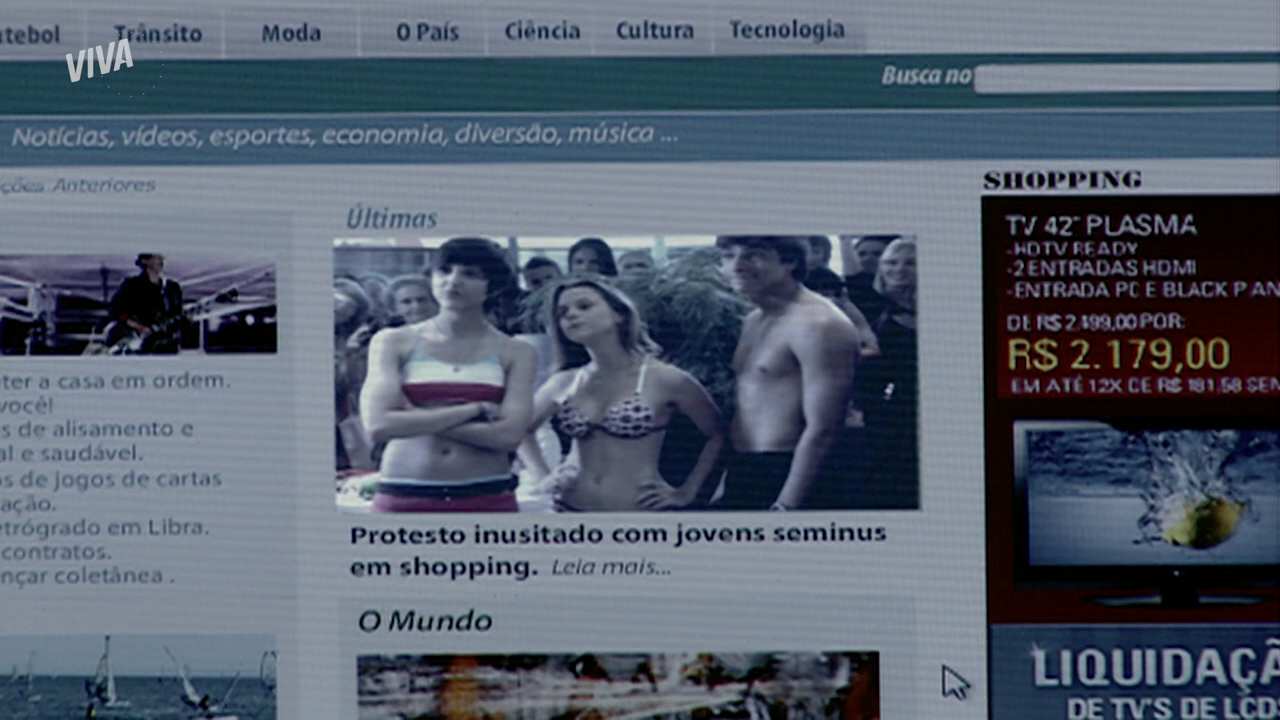 Trânsito
Moda
O País
Ciência
Cultura
Tecnologia
VIVA
Busca no
Notícias, vídeos, esportes, economia, diversão, música ...
Anteriores
Últimas
SHOPPING
TV 42" PLASMA
-HDTV READY
-2 ENTRADAS HDMI
-ENTRADA PC E BLACK PAN
DE R$ 2.499,00 POR:
R$ 2.179,00
EM ATÉ 12X DE R$ 181,58 SEM
ter a casa em ordem.
você!
s de alisamento e
al e saudável.
os de jogos de cartas
ação.
etrógrado em Libra.
contratos.
nçar coletânea .
Protesto inusitado com jovens seminus
em shopping. Leia mais...
O Mundo
LIQUIDAÇÃ
DE TV'S DE LCD